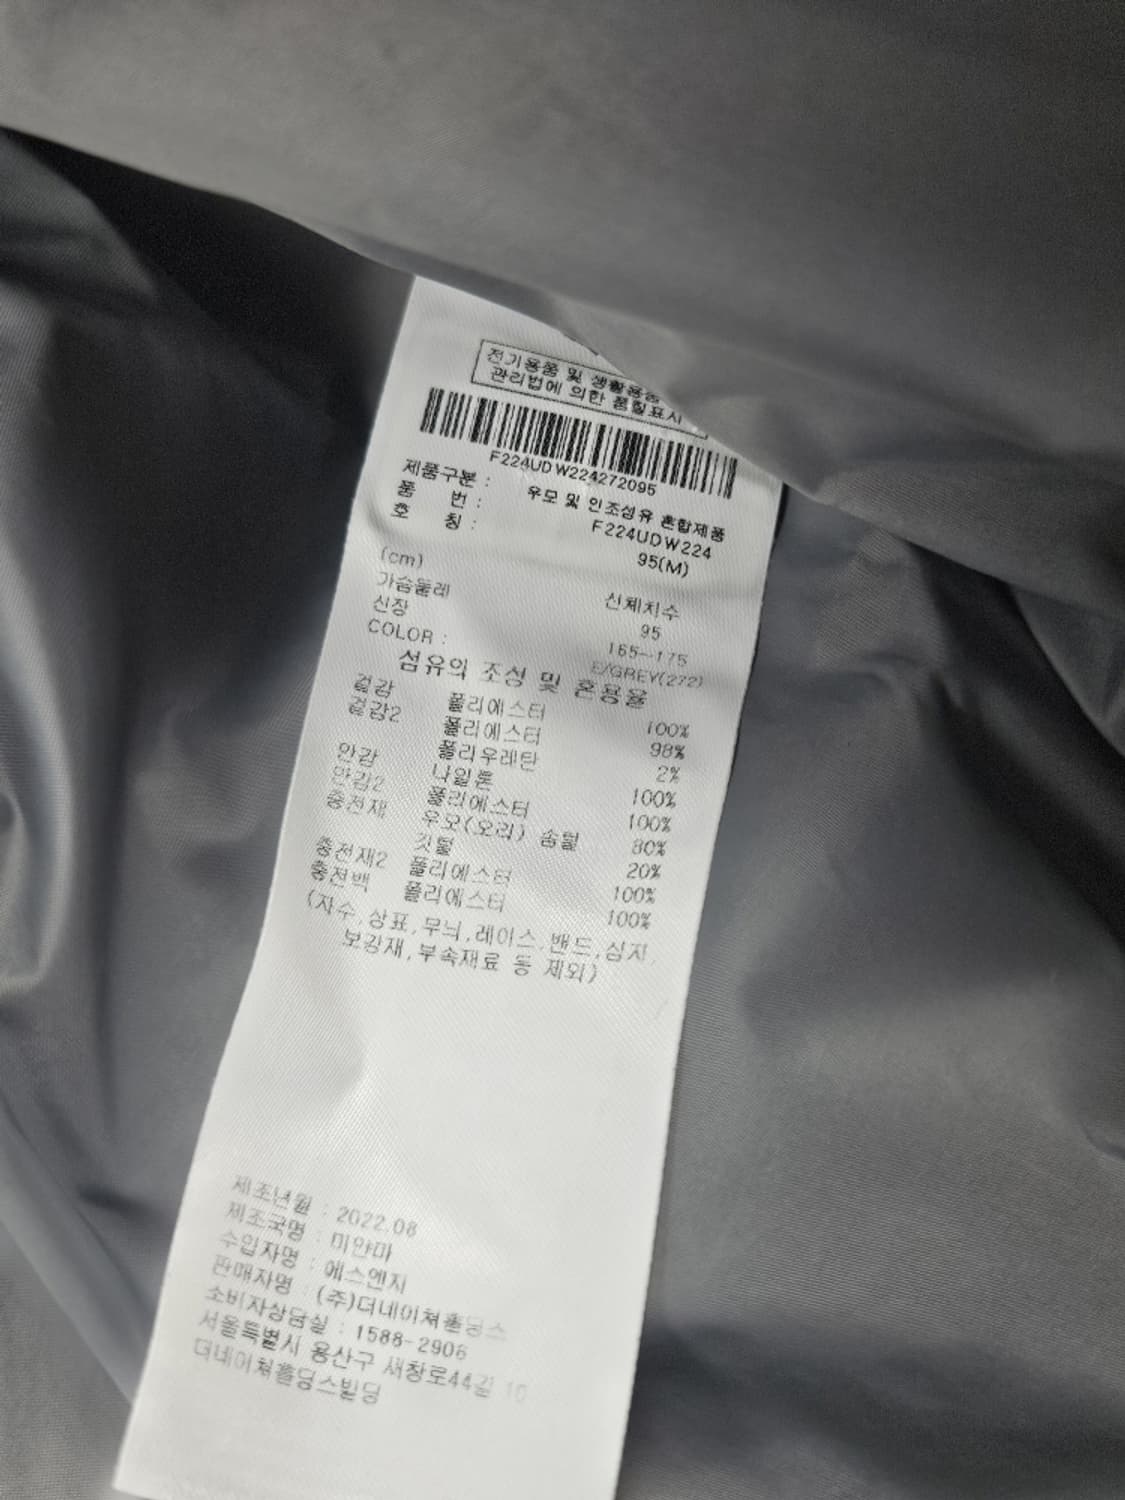 전기용품 및 생활용품
관리법에 의한 품질표시
F224UDW224272095
제품구분 : 우모 및 인조섬유 혼합제품
품 번 : F224UDW224
호 칭 : 95(M)
(cm) 신체치수
가슴둘레 95
신장 165~175
COLOR : E/GREY(272)
섬유의 조성 및 혼용율
겉감 폴리에스터 100%
겉감2 폴리에스터 98%
폴리우레탄 2%
안감 나일론 100%
안감2 폴리에스터 100%
충전재 우모(오리) 솜털 80%
깃털 20%
충전재2 폴리에스터 100%
충전백 폴리에스터 100%
(자수,상표,무늬,레이스,밴드,심지,
보강재,부속재료 등 제외)
제조년월 : 2022.08
제조국명 : 미얀마
수입자명 : 에스엔지
판매자명 : (주)더네이쳐홀딩스
소비자상담실 : 1588-2906
서울특별시 용산구 새창로44길 10
더네이쳐홀딩스빌딩